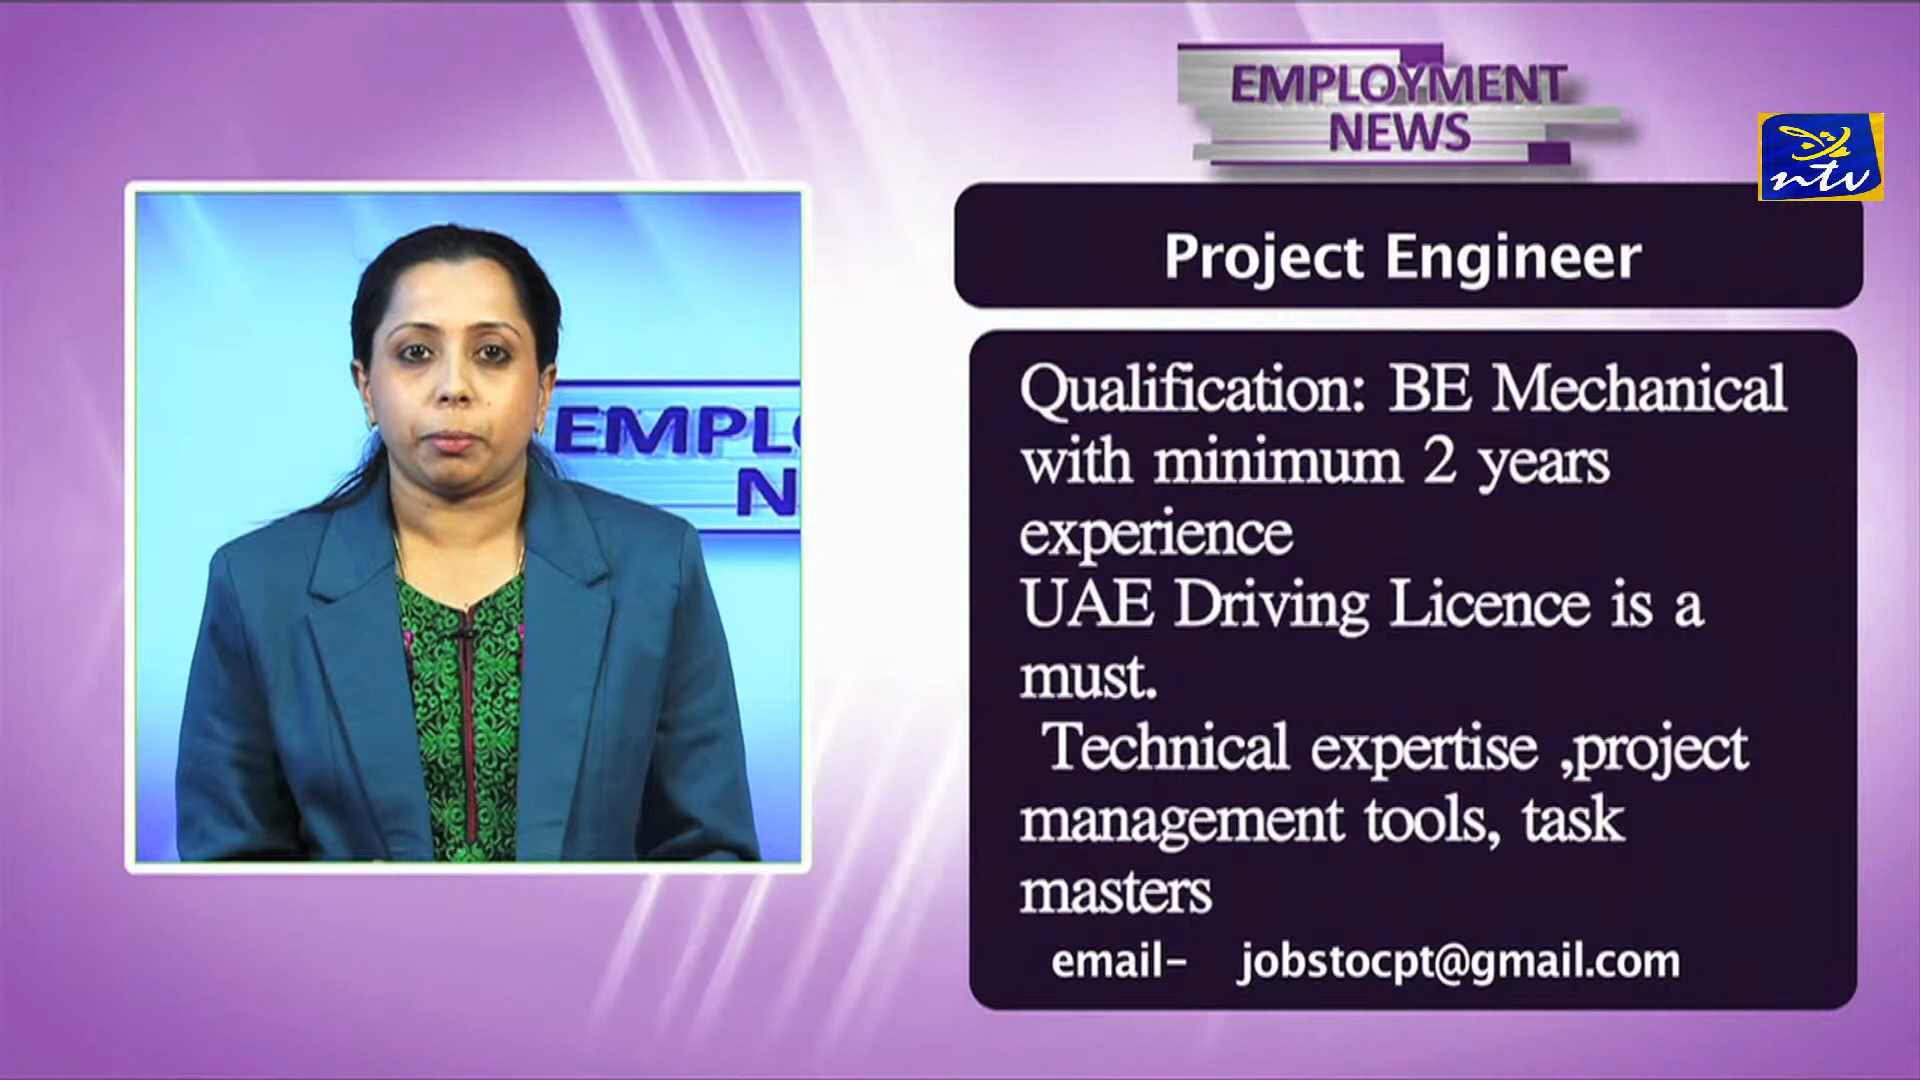 EMPLOYMENT
NEWS
ntv
Project Engineer
EMPL
N
Qualification: BE Mechanical
with minimum 2 years
experience
UAE Driving Licence is a
must.
Technical expertise ,project
management tools, task
masters
email- jobstocpt@gmail.com